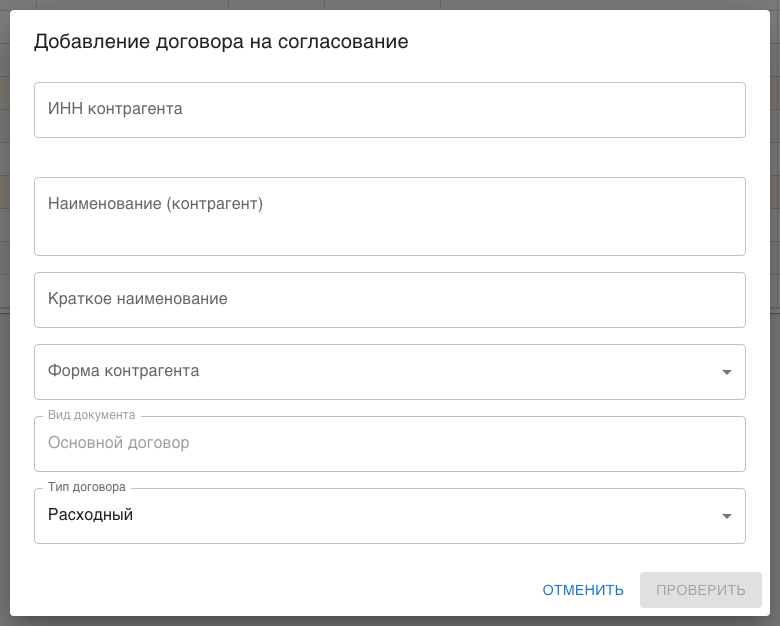 Добавление договора на согласование
ИНН контрагента
Наименование (контрагент)
Краткое наименование
Форма контрагента
Вид документа
Основной договор
Тип договора
Расходный
ОТМЕНИТЬ
ПРОВЕРИТЬ